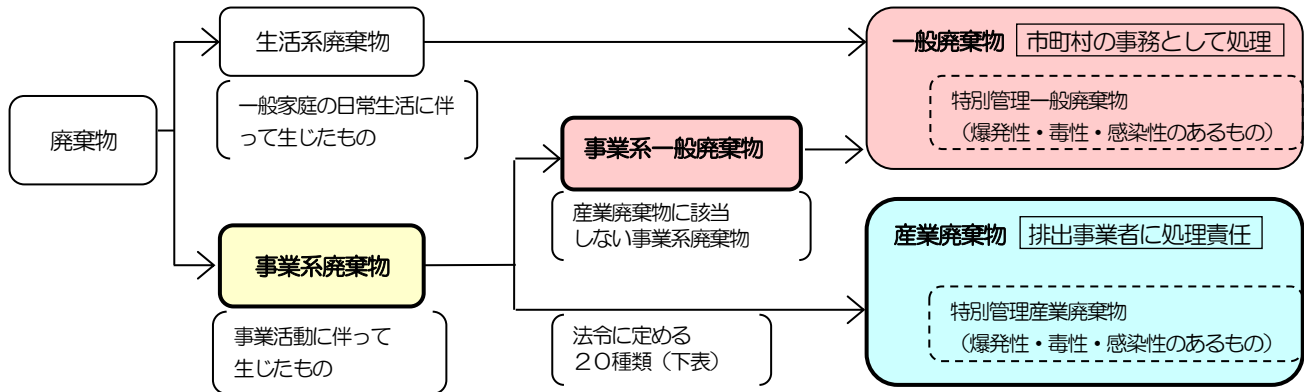 廃棄物
生活系廃棄物
一般家庭の日常生活に伴
って生じたもの
事業系廃棄物
事業活動に伴って
生じたもの
事業系一般廃棄物
産業廃棄物に該当
しない事業系廃棄物
法令に定める
２０種類（下表）
一般廃棄物 市町村の事務として処理
特別管理一般廃棄物
（爆発性・毒性・感染性のあるもの）
産業廃棄物 排出事業者に処理責任
特別管理産業廃棄物
（爆発性・毒性・感染性のあるもの）